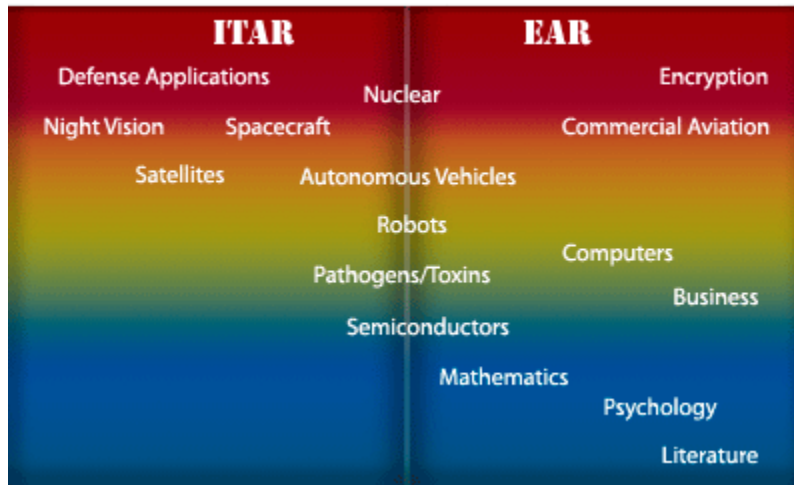 ITAR EAR
Defense Applications Encryption
Nuclear
Night Vision Spacecraft Commercial Aviation
Satellites Autonomous Vehicles
Robots
Computers
Pathogens/Toxins
Business
Semiconductors
Mathematics
Psychology
Literature